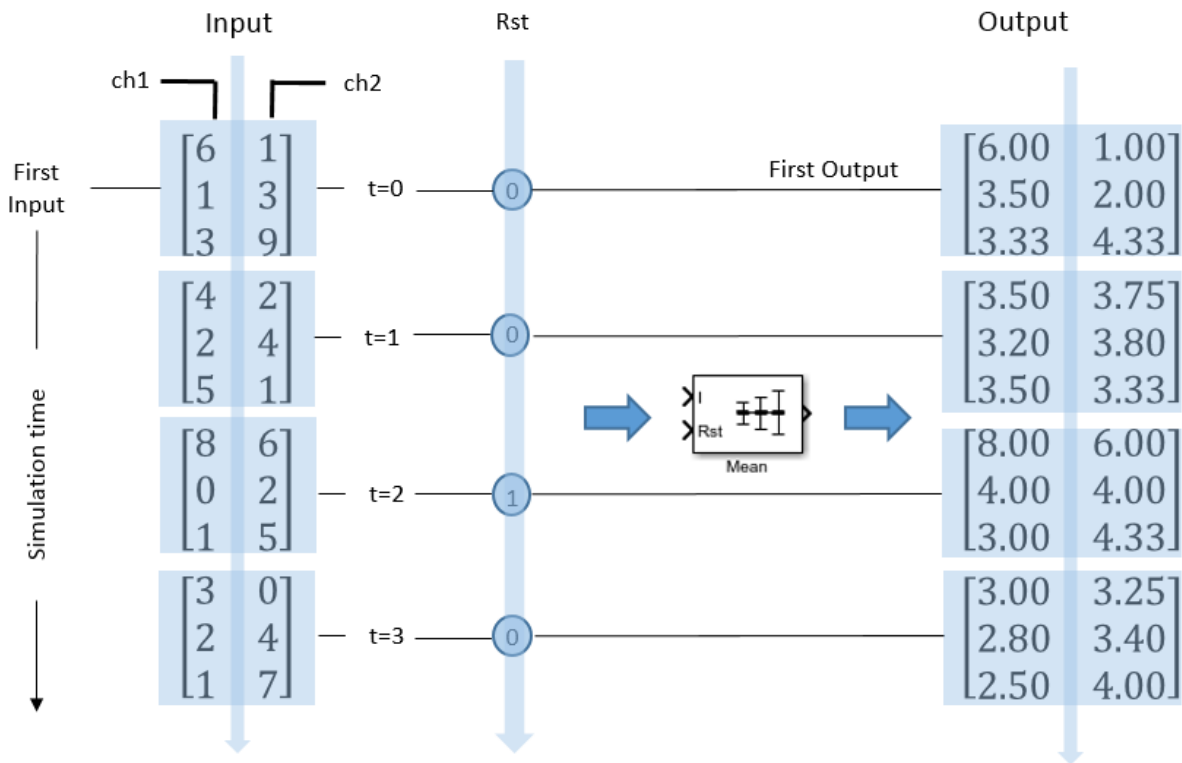 Input Rst Output
ch1 ch2
First Input
6 1
1 3
3 9
t=0
0
First Output
6.00 1.00
3.50 2.00
3.33 4.33
4 2
2 4
5 1
t=1
0
3.50 3.75
3.20 3.80
3.50 3.33
I
Rst
Mean
Simulation time
8 6
0 2
1 5
t=2
1
8.00 6.00
4.00 4.00
3.00 4.33
3 0
2 4
1 7
t=3
0
3.00 3.25
2.80 3.40
2.50 4.00